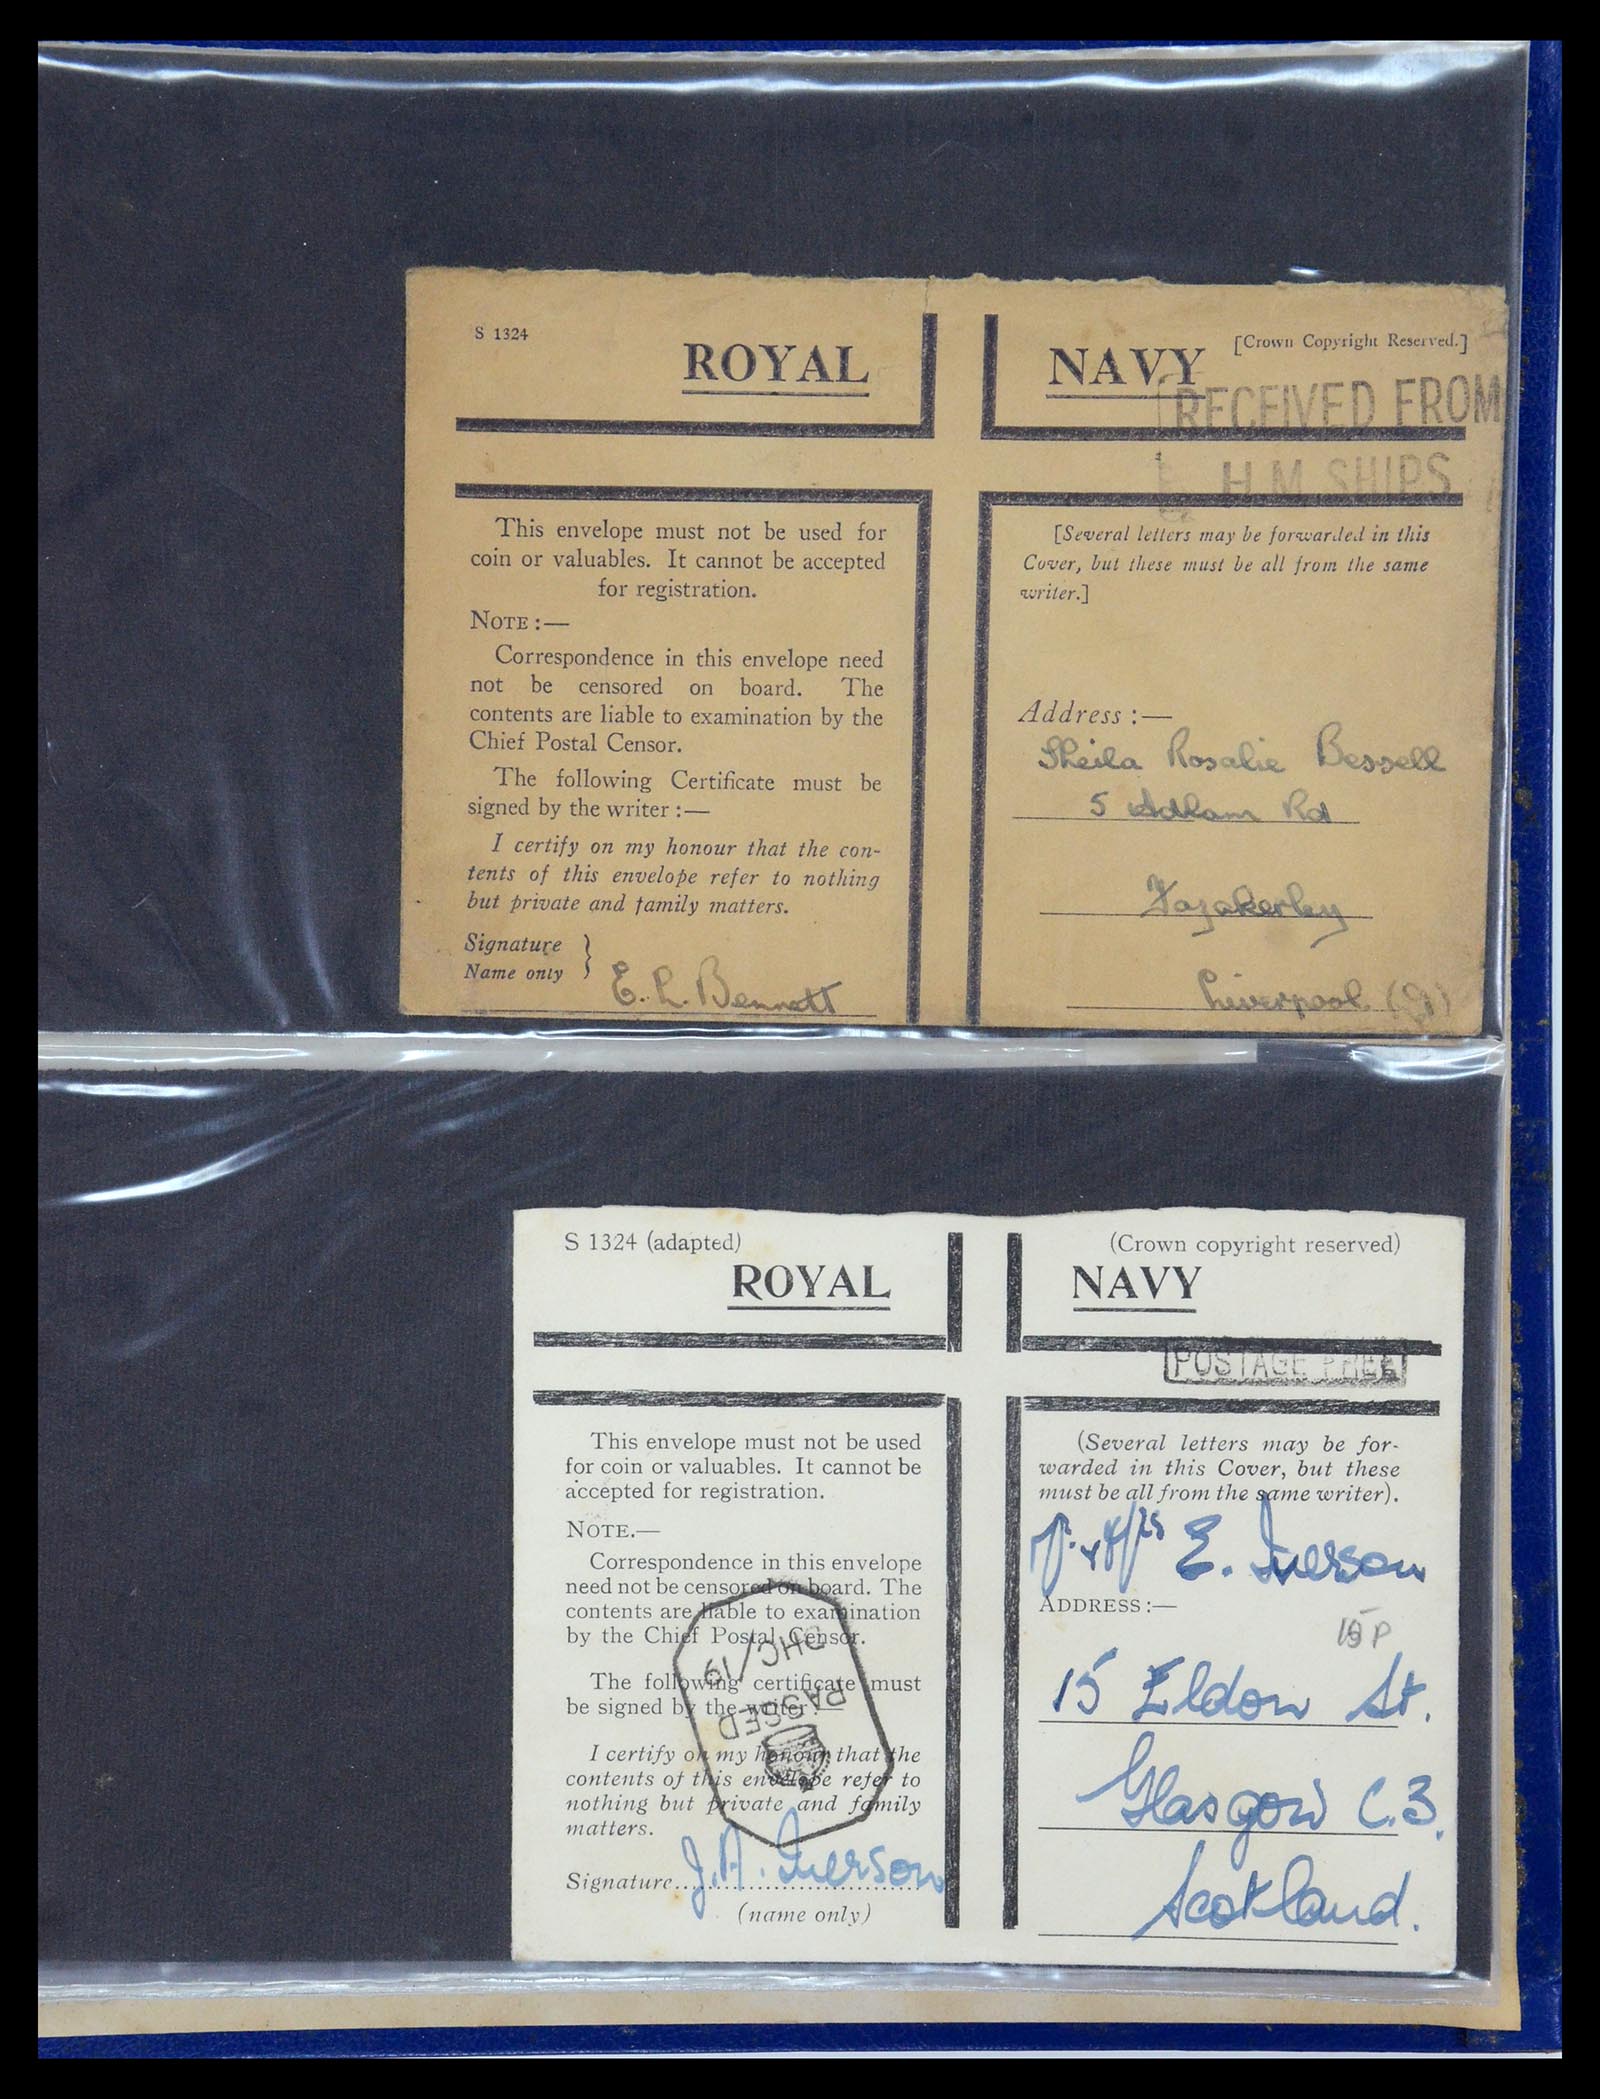 S 1324
ROYAL NAVY
[Crown Copyright Reserved.]
RECEIVED FROM
H.M. SHIPS
This envelope must not be used for
coin or valuables. It cannot be accepted
for registration.
NOTE :—
Correspondence in this envelope need
not be censored on board. The
contents are liable to examination by the
Chief Postal Censor.
The following Certificate must be
signed by the writer :—
I certify on my honour that the con-
tents of this envelope refer to nothing
but private and family matters.
Signature
Name only
E. L. Bennett
[Several letters may be forwarded in this
Cover, but these must be all from the same
writer.]
Address :—
Sheila Rosalie Bessell
5 Adlam Rd
Fazakerley
Liverpool (9)
S 1324 (adapted)
(Crown copyright reserved)
ROYAL NAVY
POSTAGE FREE
This envelope must not be used
for coin or valuables. It cannot be
accepted for registration.
NOTE.—
Correspondence in this envelope
need not be censored on board. The
contents are liable to examination
by the Chief Postal Censor.
The following certificate must
be signed by the writer :—
I certify on my honour that the
contents of this envelope refer to
nothing but private and family
matters.
Signature
J. A. Iverson
(name only)
PASSED
DHC/19
(Several letters may be for-
warded in this Cover, but these
must be all from the same writer).
E. Iverson
ADDRESS :—
15 P
15 Eldon St.
Glasgow C.3.
Scotland.